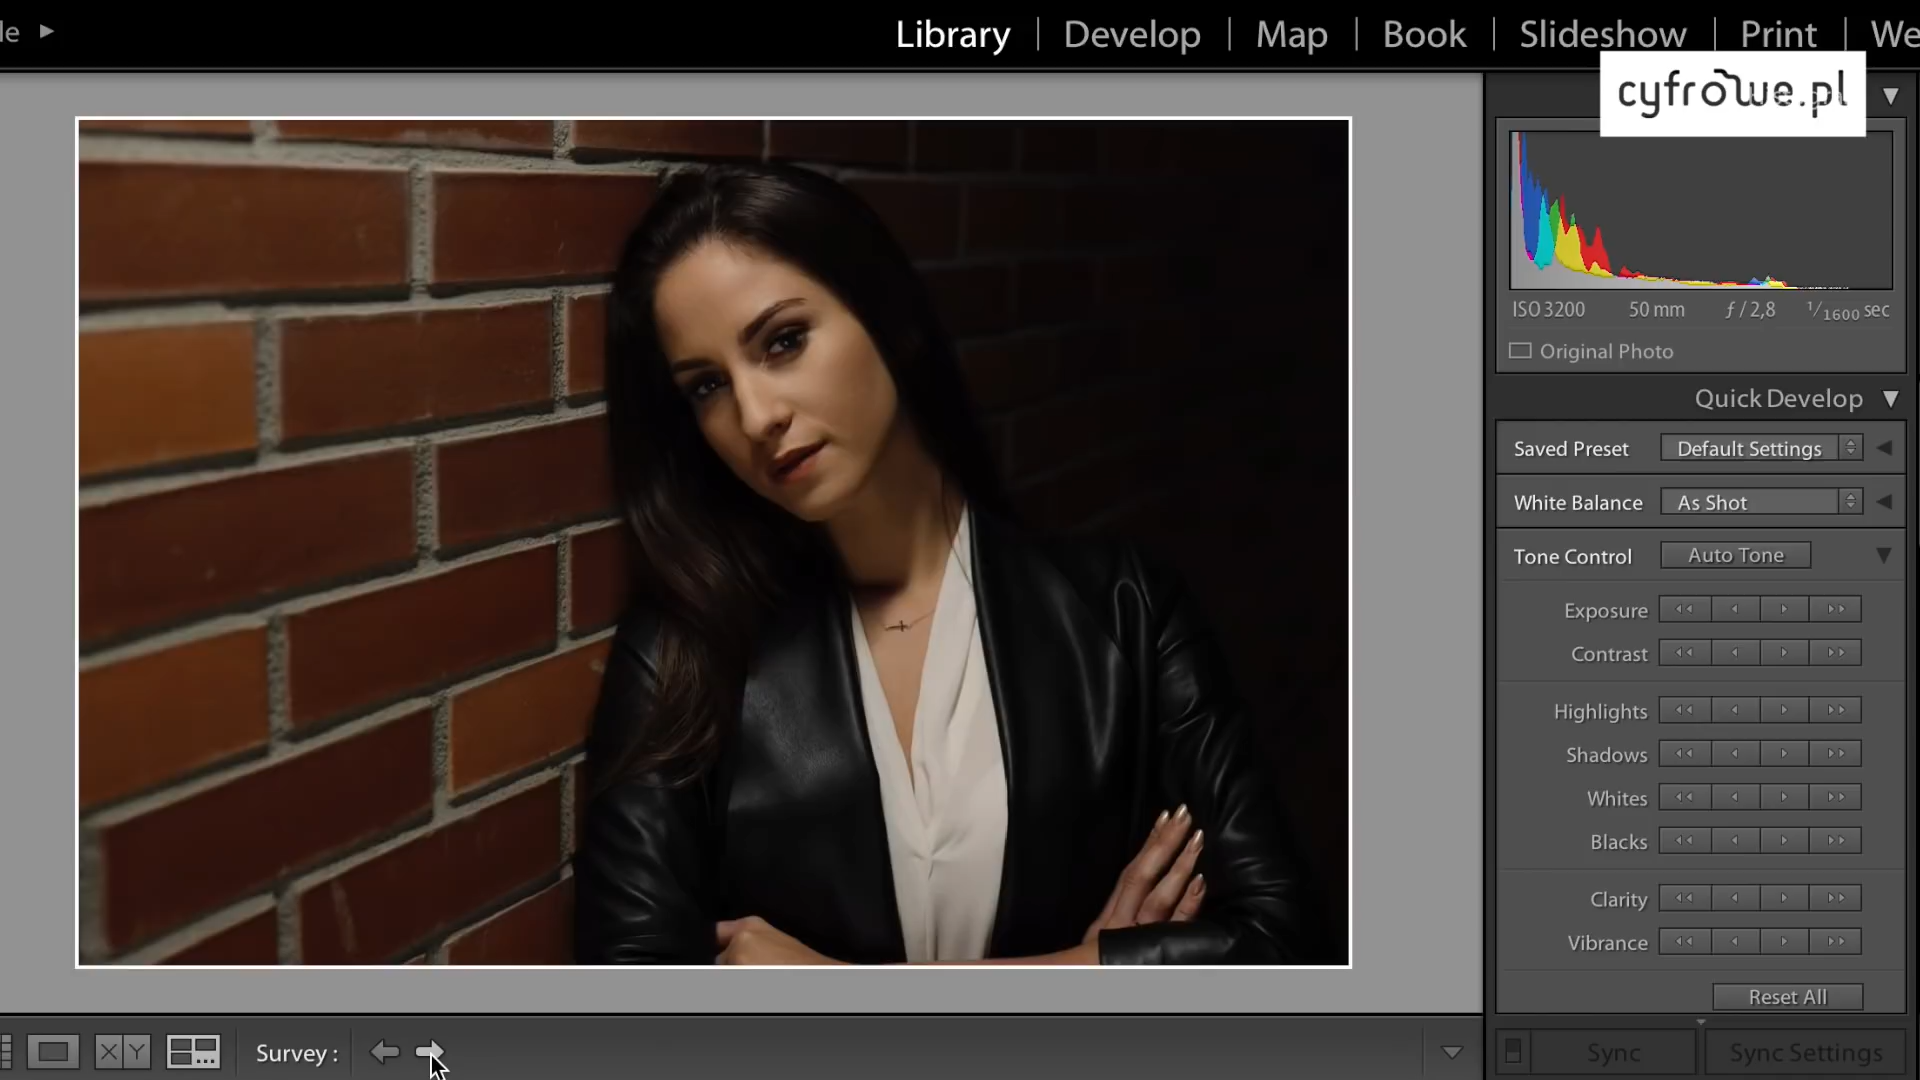 le
Library | Develop | Map | Book | Slideshow | Print | We
cyfrowe.pl
ISO 3200 50 mm ƒ / 2,8 1/1600 sec
Original Photo
Quick Develop
Saved Preset Default Settings
White Balance As Shot
Tone Control Auto Tone
Exposure
Contrast
Highlights
Shadows
Whites
Blacks
Clarity
Vibrance
Reset All
X Y Survey :
Sync Sync Settings